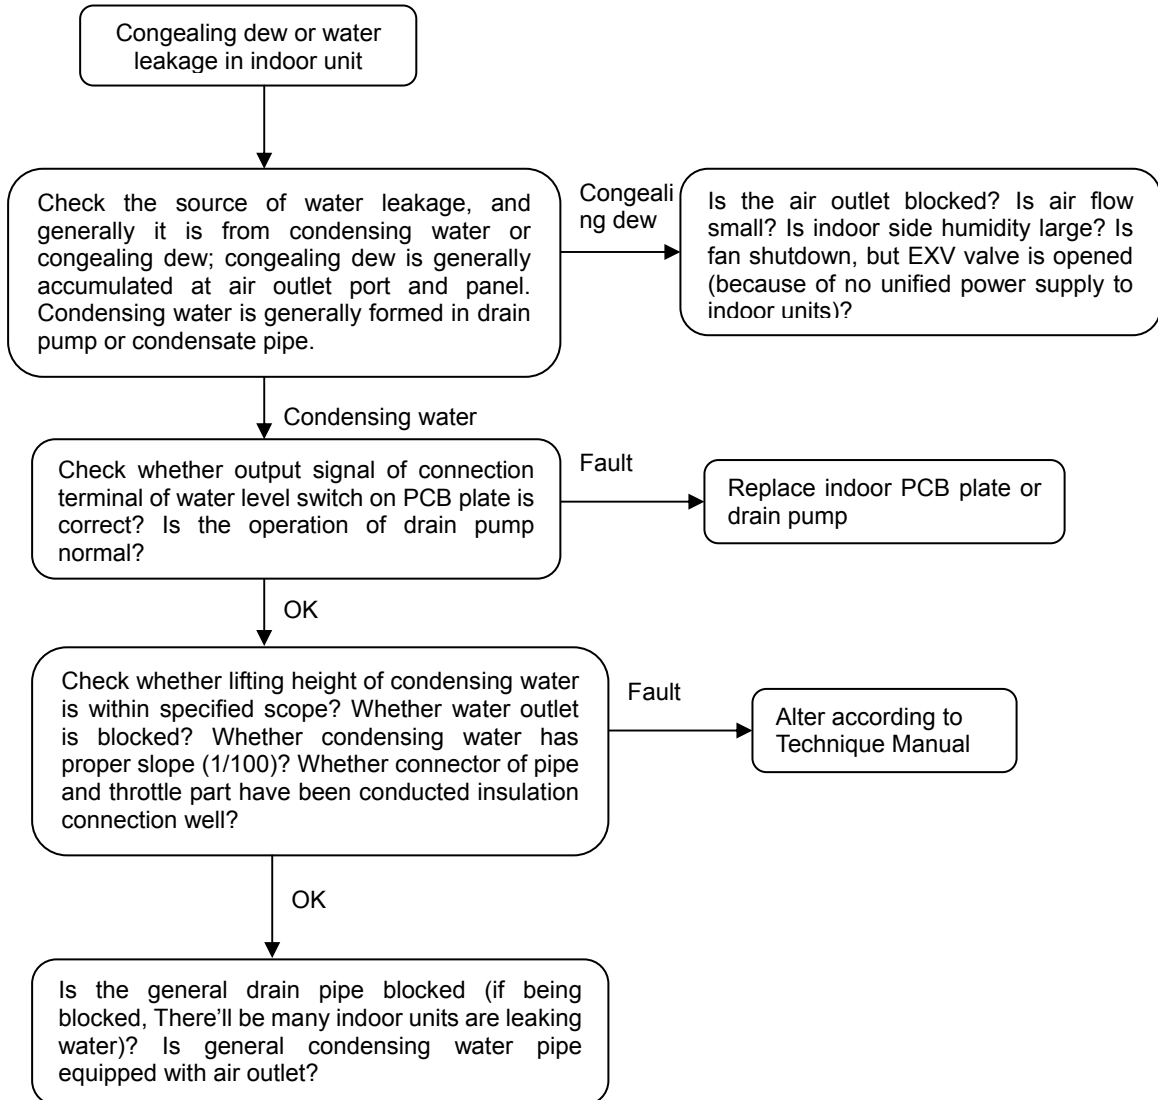 Congealing dew or water
leakage in indoor unit
Check the source of water leakage, and
generally it is from condensing water or
congealing dew; congealing dew is generally
accumulated at air outlet port and panel.
Condensing water is generally formed in drain
pump or condensate pipe.
Congeali
ng dew
Is the air outlet blocked? Is air flow
small? Is indoor side humidity large? Is
fan shutdown, but EXV valve is opened
(because of no unified power supply to
indoor units)?
Condensing water
Check whether output signal of connection
terminal of water level switch on PCB plate is
correct? Is the operation of drain pump
normal?
Fault
Replace indoor PCB plate or
drain pump
OK
Check whether lifting height of condensing water
is within specified scope? Whether water outlet
is blocked? Whether condensing water has
proper slope (1/100)? Whether connector of pipe
and throttle part have been conducted insulation
connection well?
Fault
Alter according to
Technique Manual
OK
Is the general drain pipe blocked (if being
blocked, There'll be many indoor units are leaking
water)? Is general condensing water pipe
equipped with air outlet?